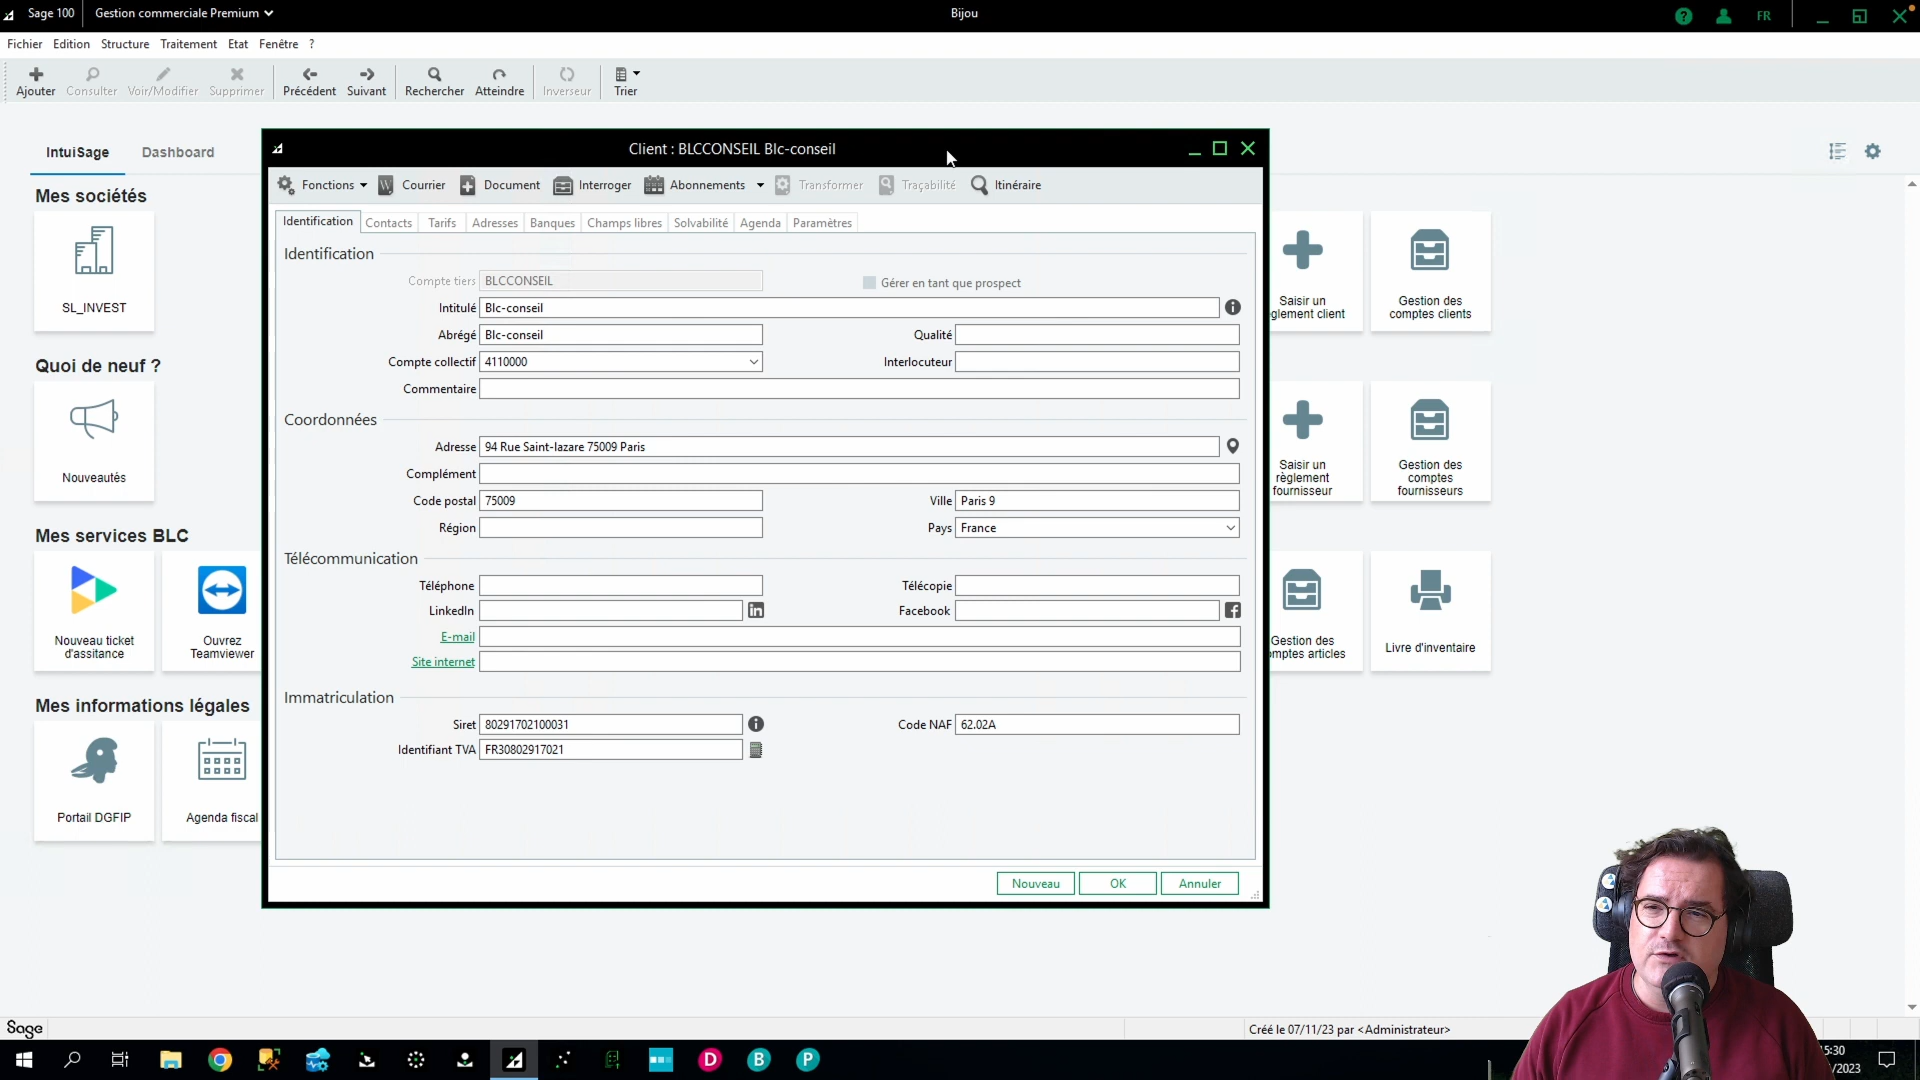 Sage 100 Gestion commerciale Premium Bijou FR
Fichier Edition Structure Traitement Etat Fenêtre ?
Ajouter Consulter Voir/Modifier Supprimer Précédent Suivant Rechercher Atteindre Inverseur Trier
IntuiSage Dashboard
Mes sociétés
SL_INVEST
Quoi de neuf ?
Nouveautés
Mes services BLC
Nouveau ticket
d'assitance
Ouvrez
Teamviewer
Mes informations légales
Portail DGFIP
Agenda fiscal
Client : BLCCONSEIL Blc-conseil
Fonctions Courrier Document Interroger Abonnements Transformer Traçabilité Itinéraire
Identification Contacts Tarifs Adresses Banques Champs libres Solvabilité Agenda Paramètres
Identification
Compte tiers BLCCONSEIL Gérer en tant que prospect
Intitulé Blc-conseil
Abrégé Blc-conseil Qualité
Compte collectif 4110000 Interlocuteur
Commentaire
Coordonnées
Adresse 94 Rue Saint-lazare 75009 Paris
Complément
Code postal 75009 Ville Paris 9
Région Pays France
Télécommunication
Téléphone Télécopie
LinkedIn in Facebook
E-mail
Site internet
Immatriculation
Siret 80291702100031 Code NAF 62.02A
Identifiant TVA FR30802917021
Nouveau OK Annuler
Saisir un
glement client
Gestion des
comptes clients
Saisir un
règlement
fournisseur
Gestion des
comptes
fournisseurs
Gestion des
mptes articles
Livre d'inventaire
Sage Créé le 07/11/23 par <Administrateur>
D B P
5:30
/2023